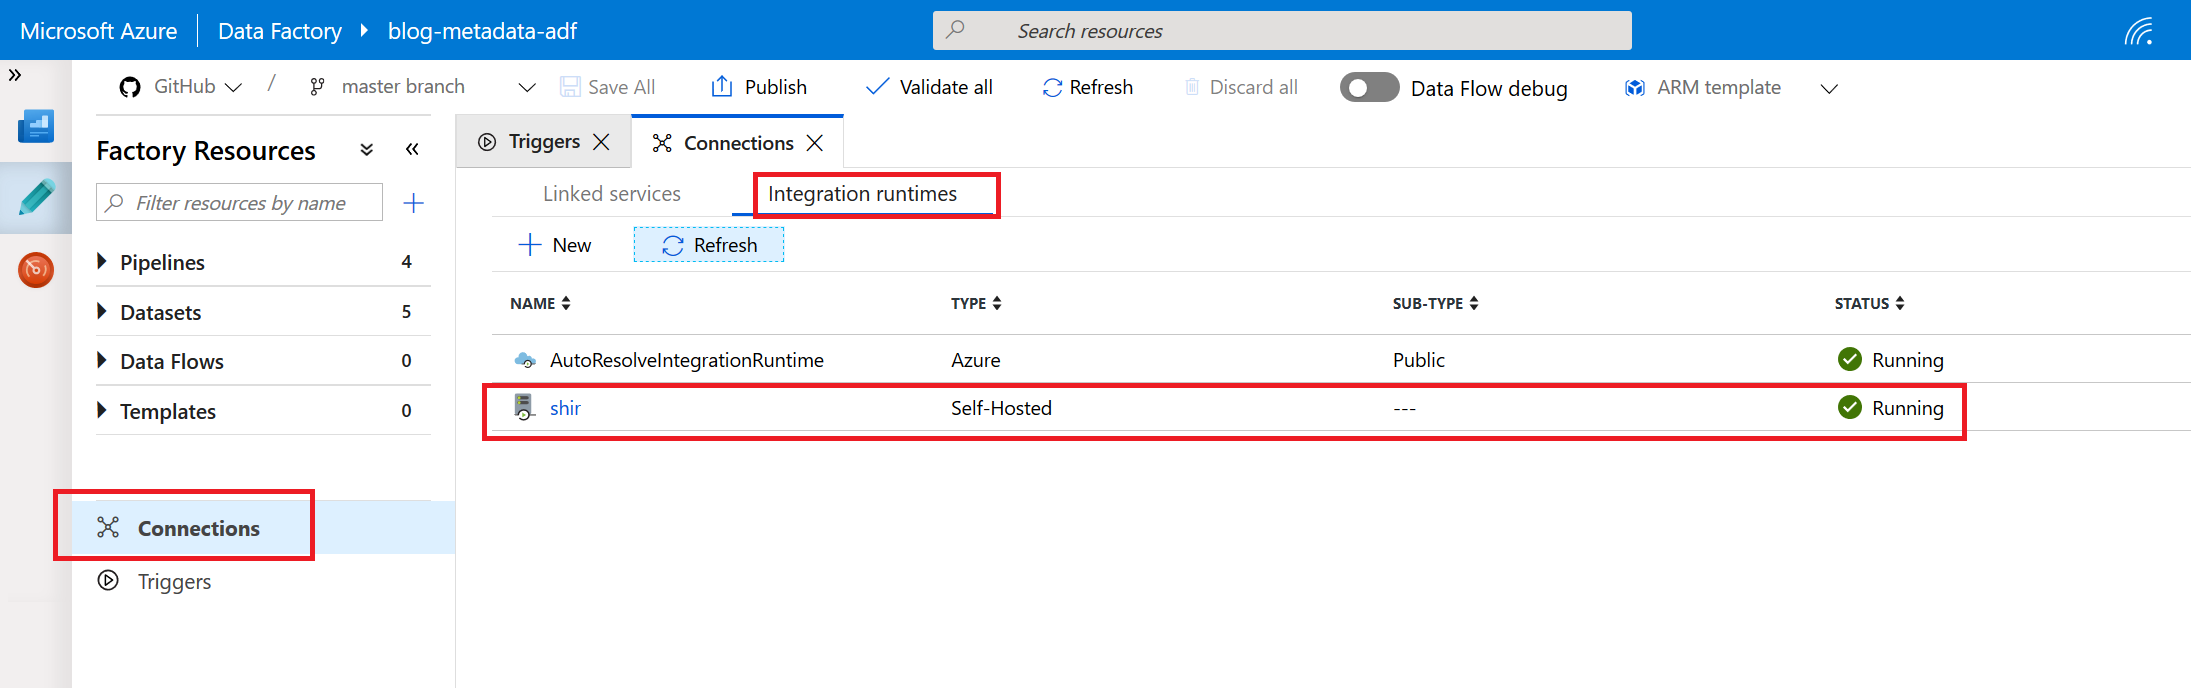 Microsoft Azure Data Factory blog-metadata-adf Search resources
GitHub / master branch Save All Publish Validate all Refresh Discard all Data Flow debug ARM template
Factory Resources
Filter resources by name
Pipelines 4
Datasets 5
Data Flows 0
Templates 0
Connections
Triggers
Triggers Connections
Linked services Integration runtimes
New Refresh
NAME TYPE SUB-TYPE STATUS
AutoResolveIntegrationRuntime Azure Public Running
shir Self-Hosted --- Running